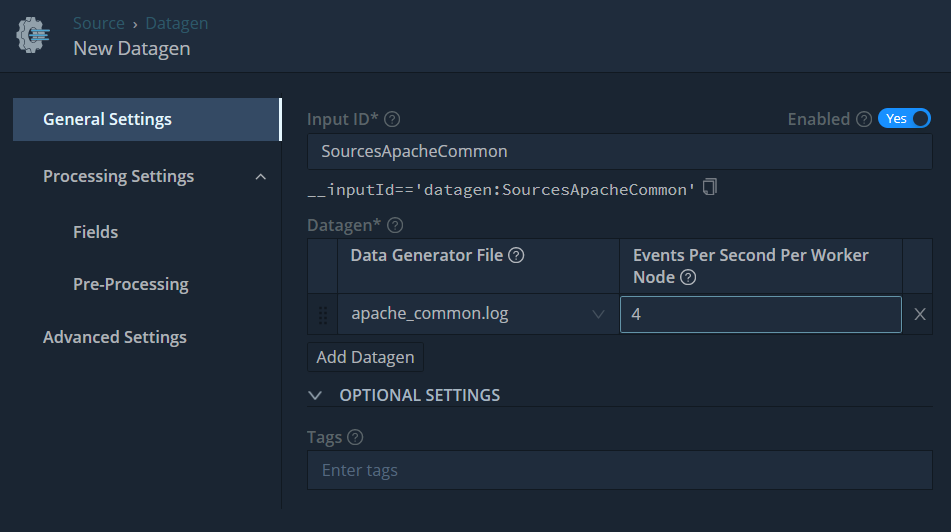 Source › Datagen
New Datagen
General Settings
Processing Settings
Fields
Pre-Processing
Advanced Settings
Input ID*
Enabled
Yes
SourcesApacheCommon
__inputId=='datagen:SourcesApacheCommon'
Datagen*
Data Generator File
Events Per Second Per Worker
Node
apache_common.log
4
Add Datagen
OPTIONAL SETTINGS
Tags
Enter tags